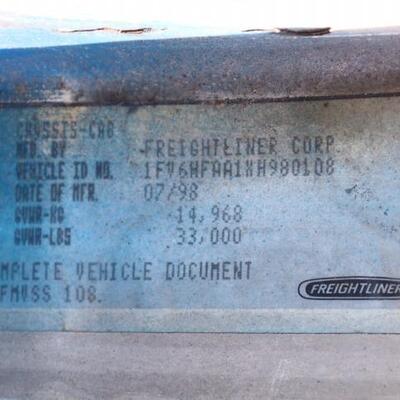 CHASSIS-CAB
MFD. BY FREIGHTLINER CORP.
VEHICLE ID NO. 1FV6HFAA1XH980108
DATE OF MFR. 07/98
GVWR-KG 14,968
GVWR-LBS 33,000
MPLETE VEHICLE DOCUMENT
FMVSS 108.
FREIGHTLINER